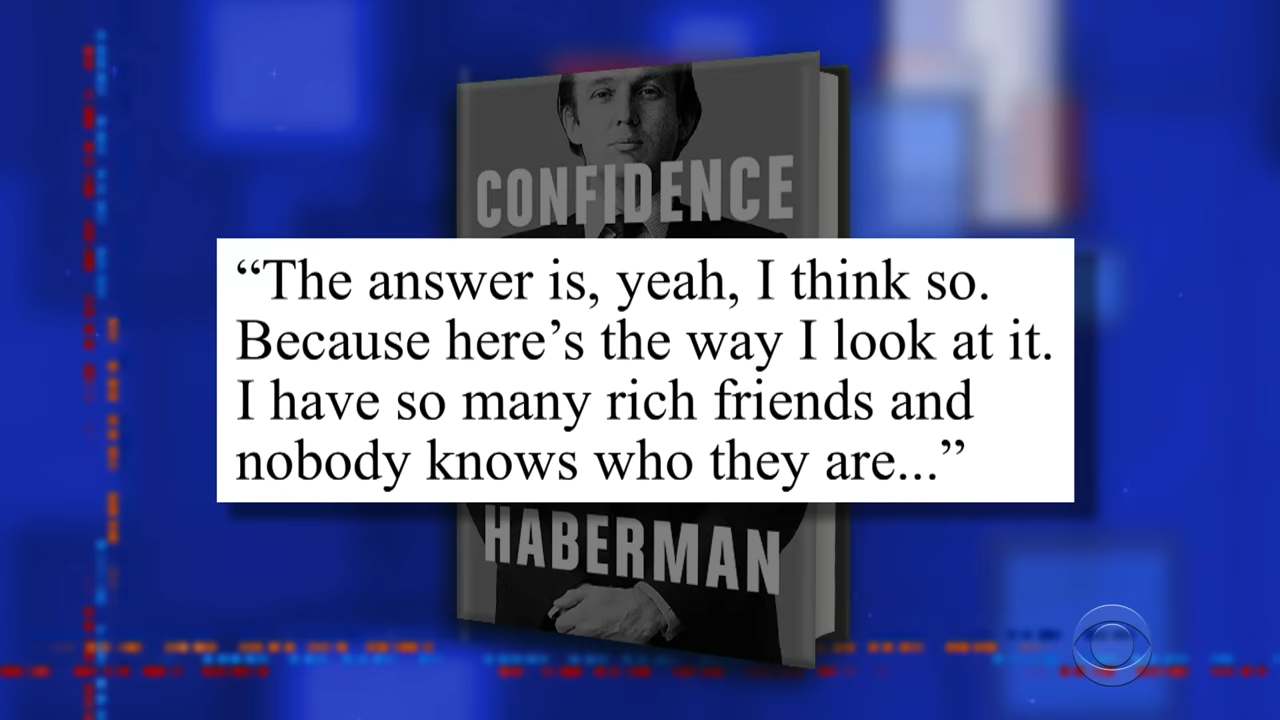 CONFIDENCE
“The answer is, yeah, I think so.
Because here’s the way I look at it.
I have so many rich friends and
nobody knows who they are...”
HABERMAN